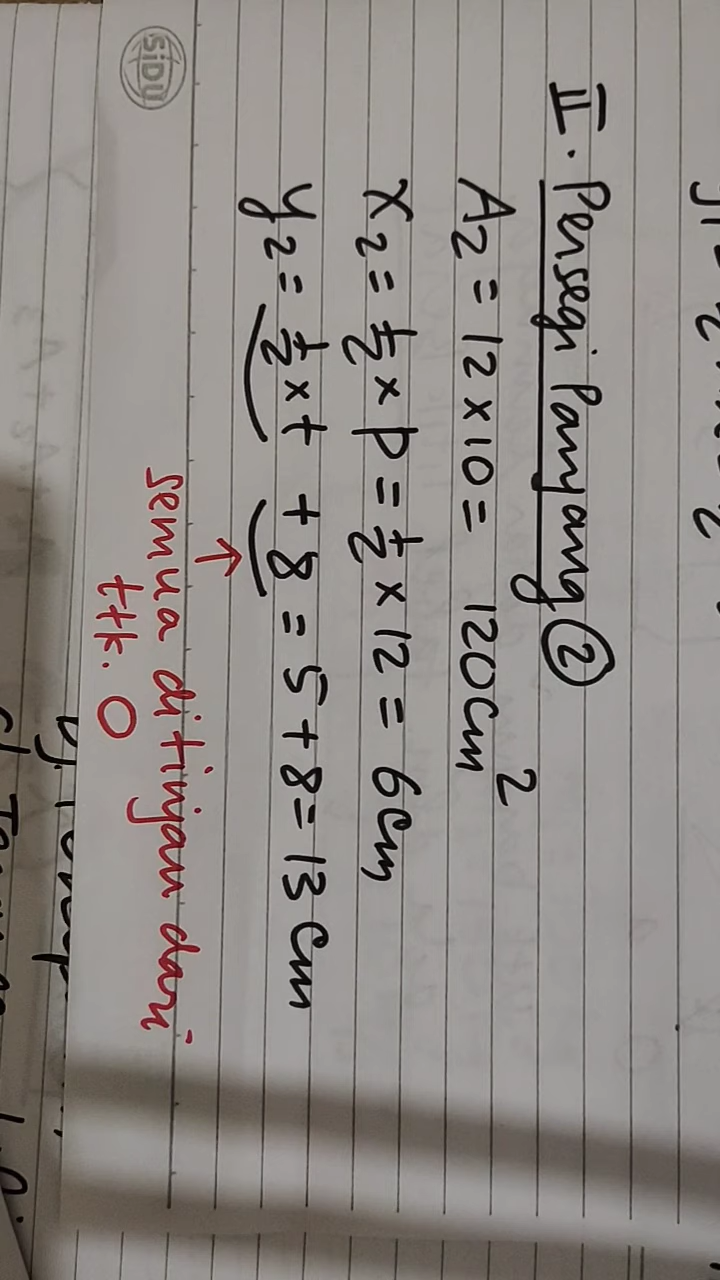 II. Persegi Panjang ②
A₂ = 12 x 10 = 120 cm²
x₂ = ½ x p = ½ x 12 = 6 cm
y₂ = ½ x t + 8 = 5 + 8 = 13 cm
↑
semua ditinjau dari
ttk. O
SiDU